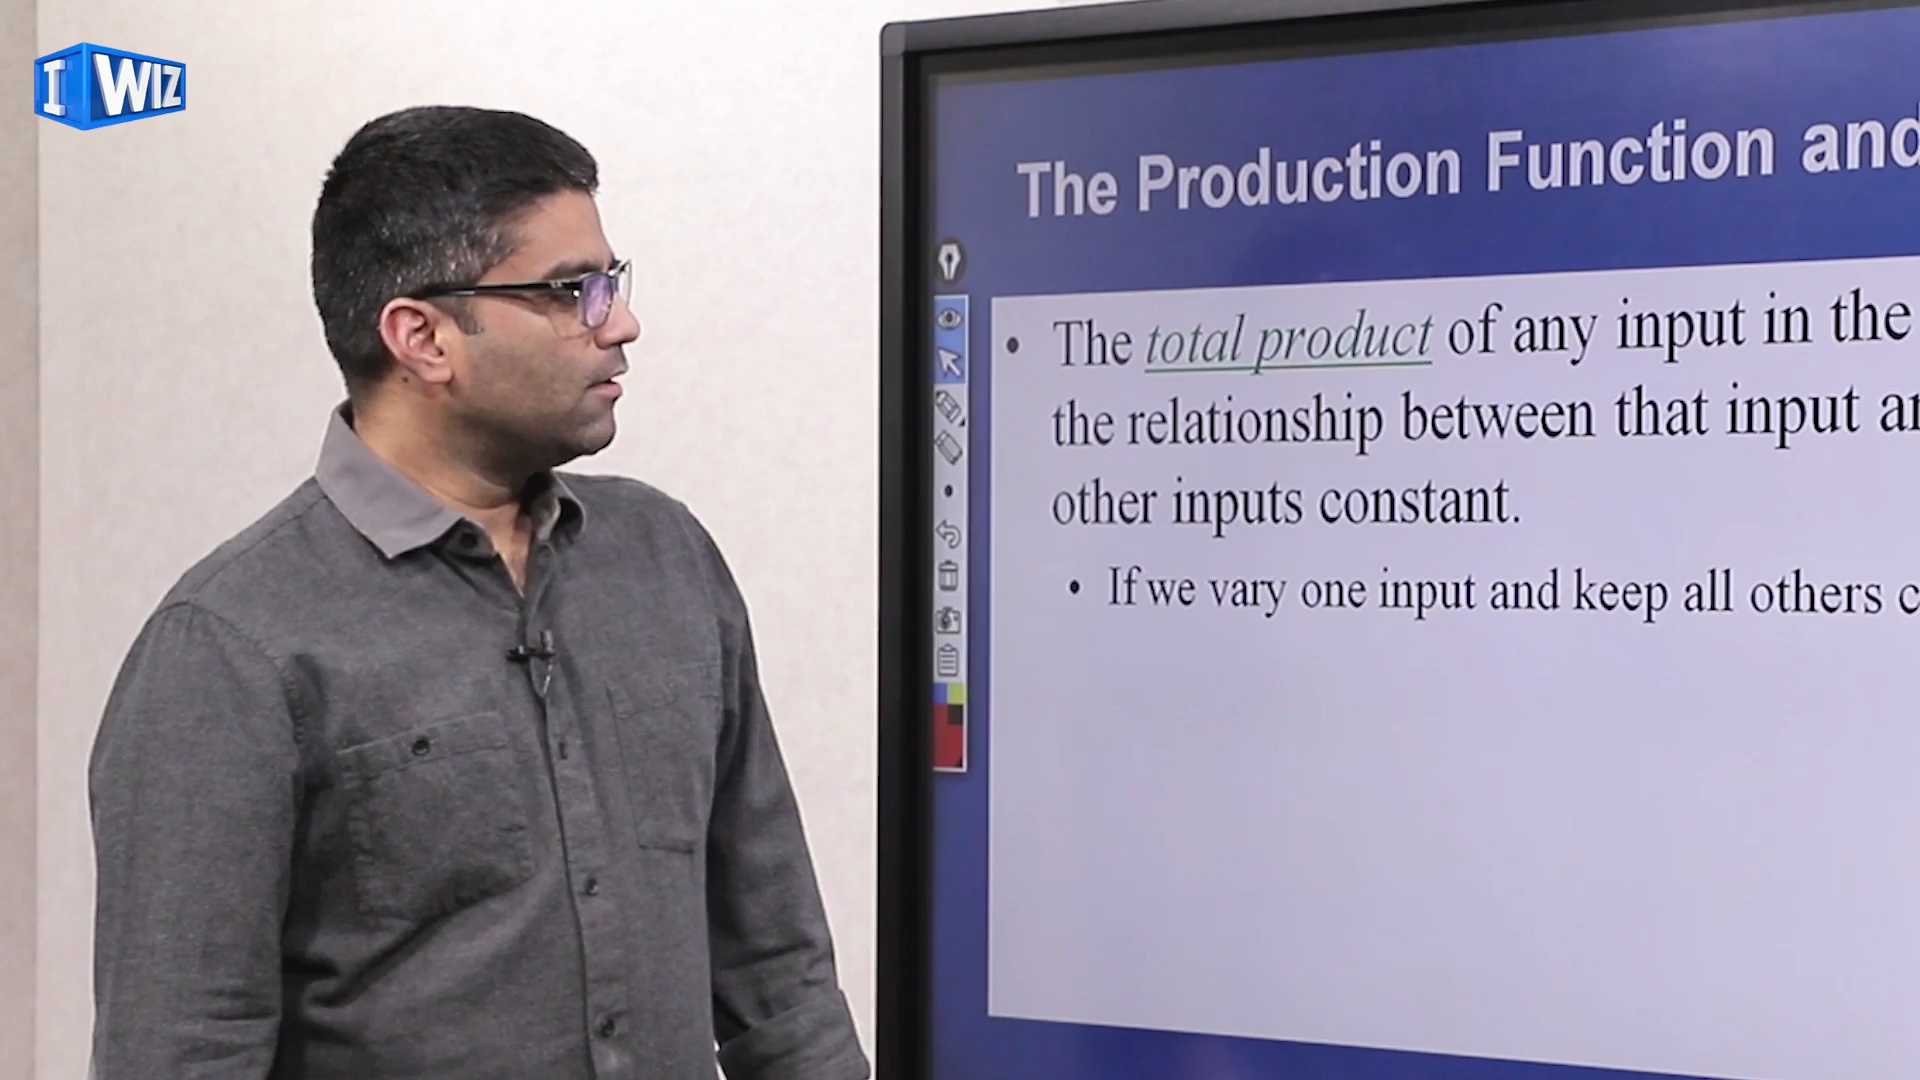 I WIZ
The Production Function and
• The total product of any input in the
the relationship between that input
other inputs constant.
• If we vary one input and keep all others